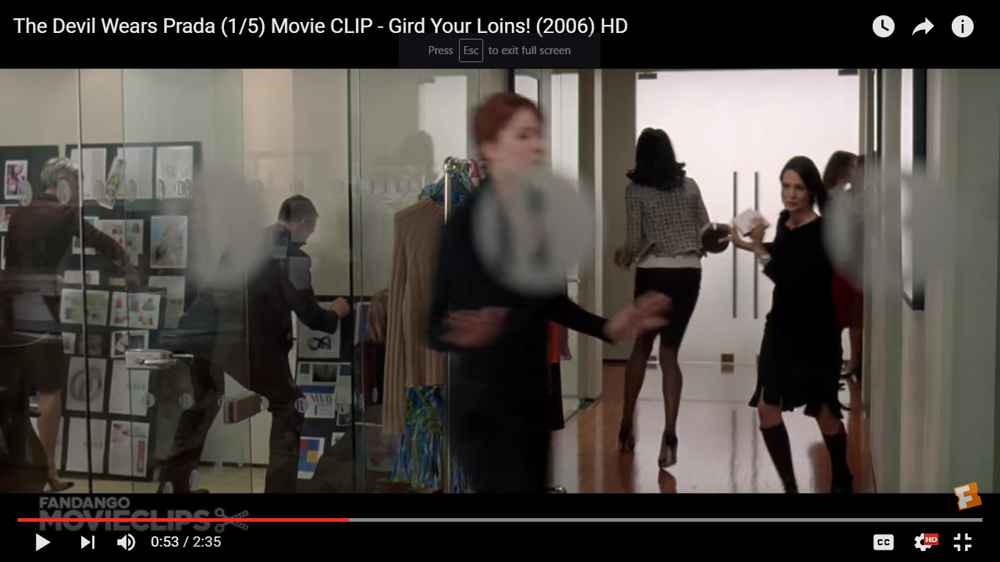 The Devil Wears Prada (1/5) Movie CLIP - Gird Your Loins! (2006) HD
Press Esc to exit full screen
FANDANGO
MOVIECLIPS
F
0:53 / 2:35
CC
HD